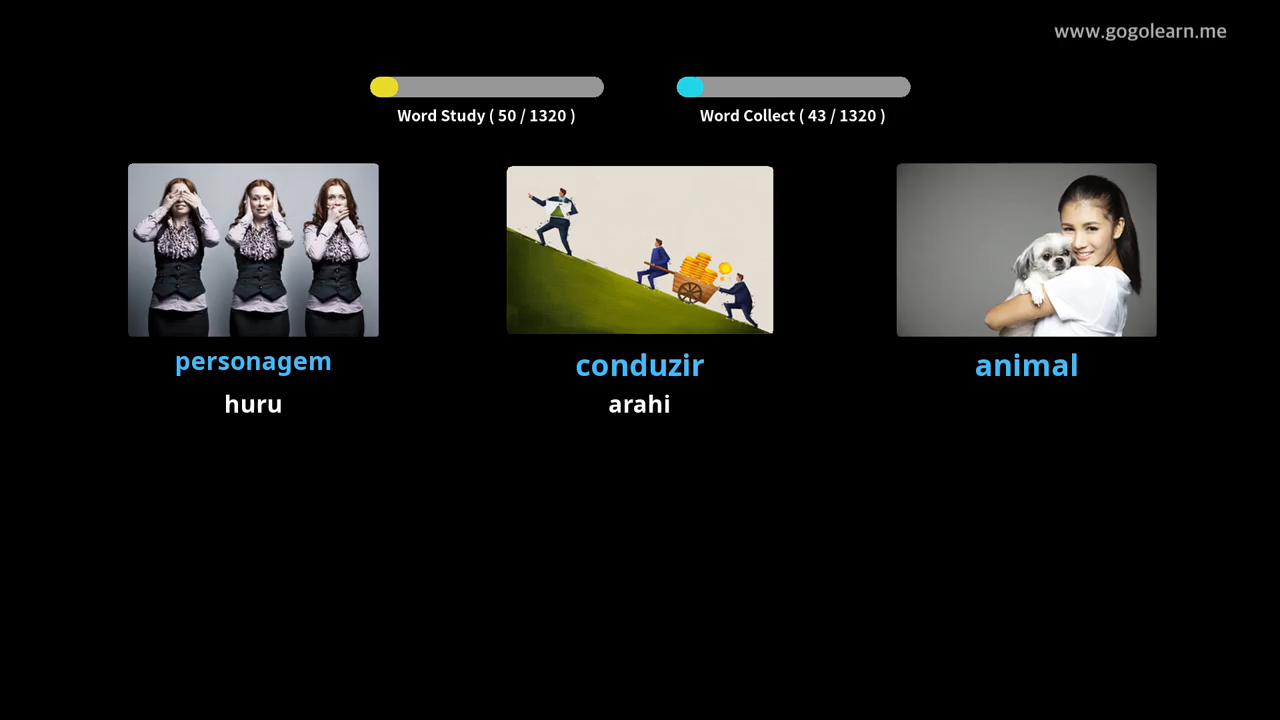 www.gogolearn.me
Word Study ( 50 / 1320 )
Word Collect ( 43 / 1320 )
personagem
conduzir
animal
huru
arahi